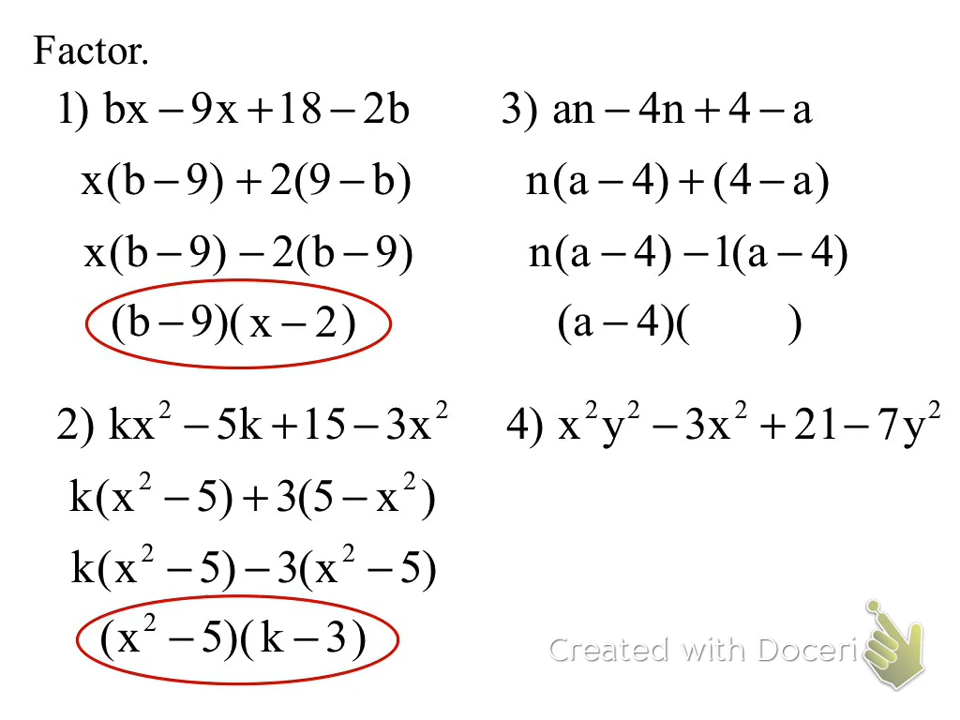 Factor.
1) bx − 9x + 18 − 2b
x(b − 9) + 2(9 − b)
x(b − 9) − 2(b − 9)
(b − 9)(x − 2)
2) kx² − 5k + 15 − 3x²
k(x² − 5) + 3(5 − x²)
k(x² − 5) − 3(x² − 5)
(x² − 5)(k − 3)
3) an − 4n + 4 − a
n(a − 4) + (4 − a)
n(a − 4) − 1(a − 4)
(a − 4)( )
4) x²y² − 3x² + 21 − 7y²
Created with Doceri